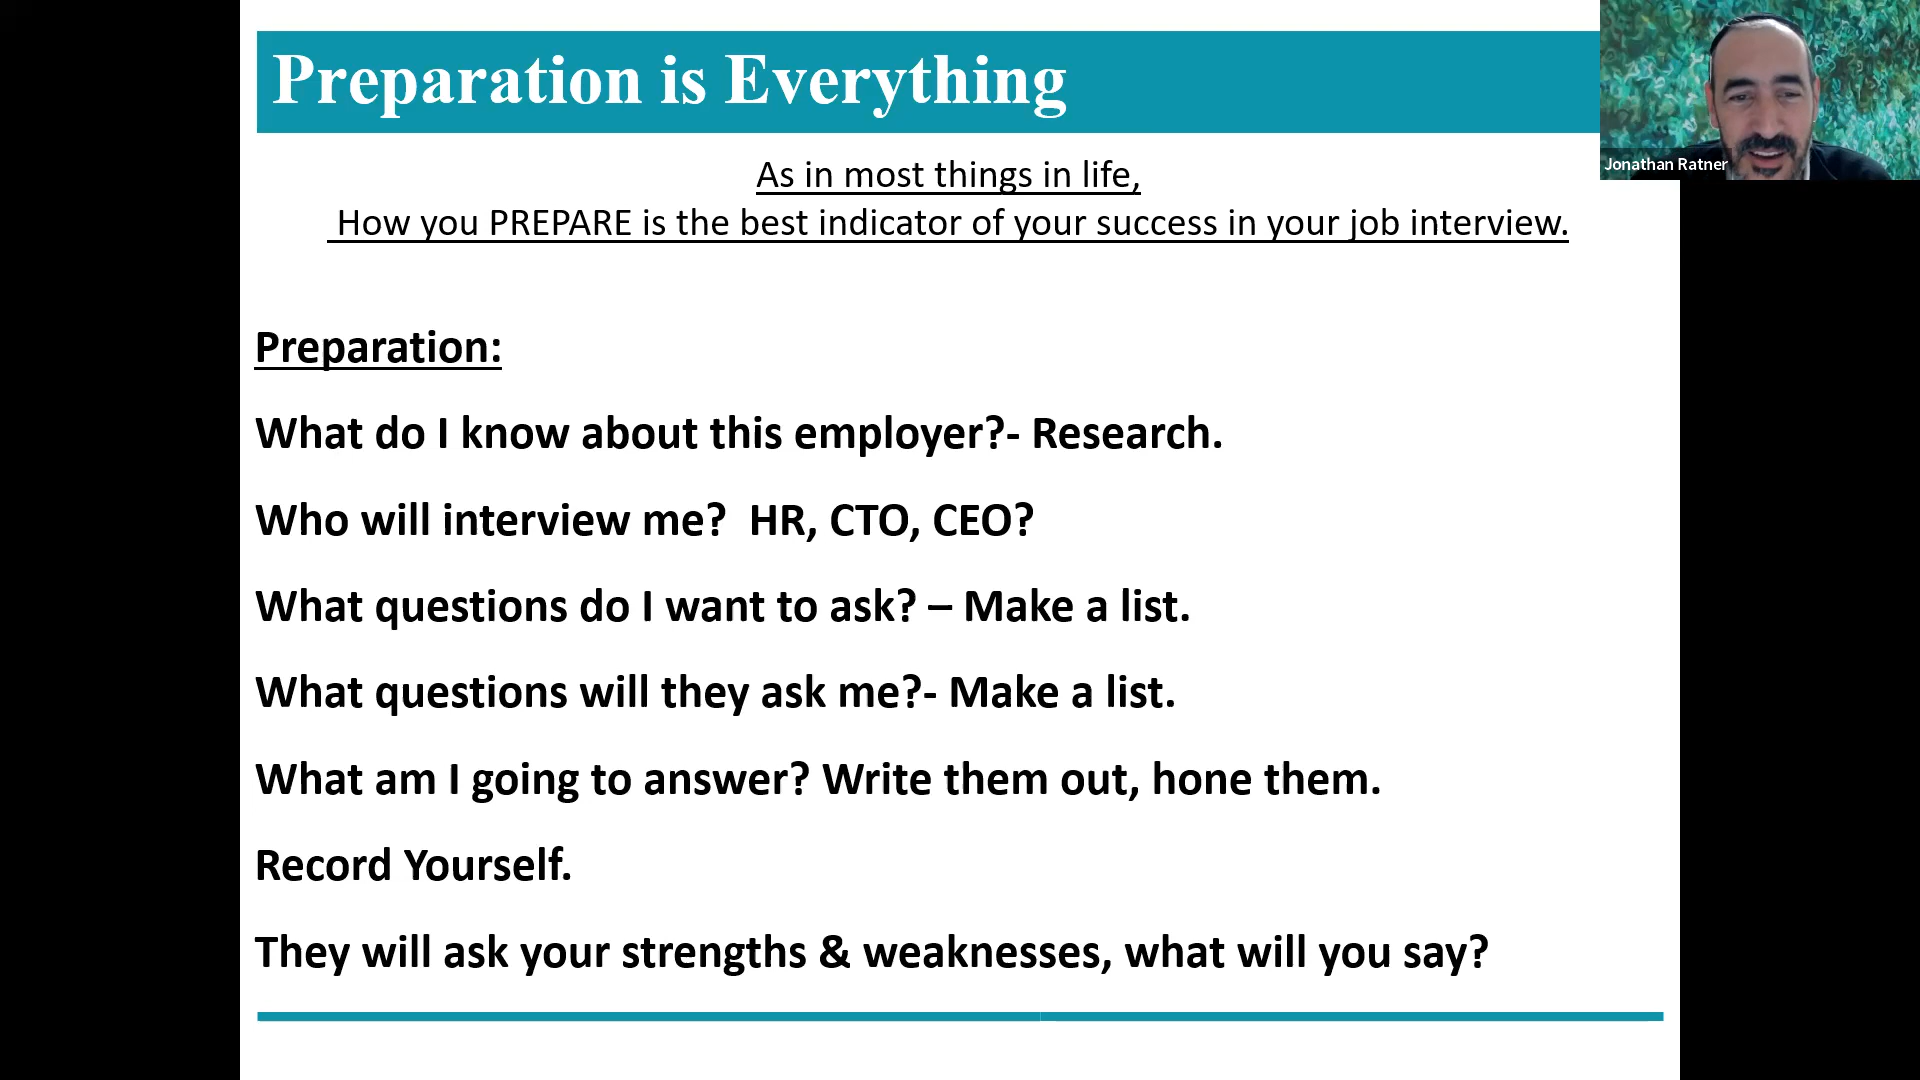 Preparation is Everything
As in most things in life,
How you PREPARE is the best indicator of your success in your job interview.
Preparation:
What do I know about this employer?- Research.
Who will interview me?  HR, CTO, CEO?
What questions do I want to ask? – Make a list.
What questions will they ask me?- Make a list.
What am I going to answer? Write them out, hone them.
Record Yourself.
They will ask your strengths & weaknesses, what will you say?
Jonathan Ratner